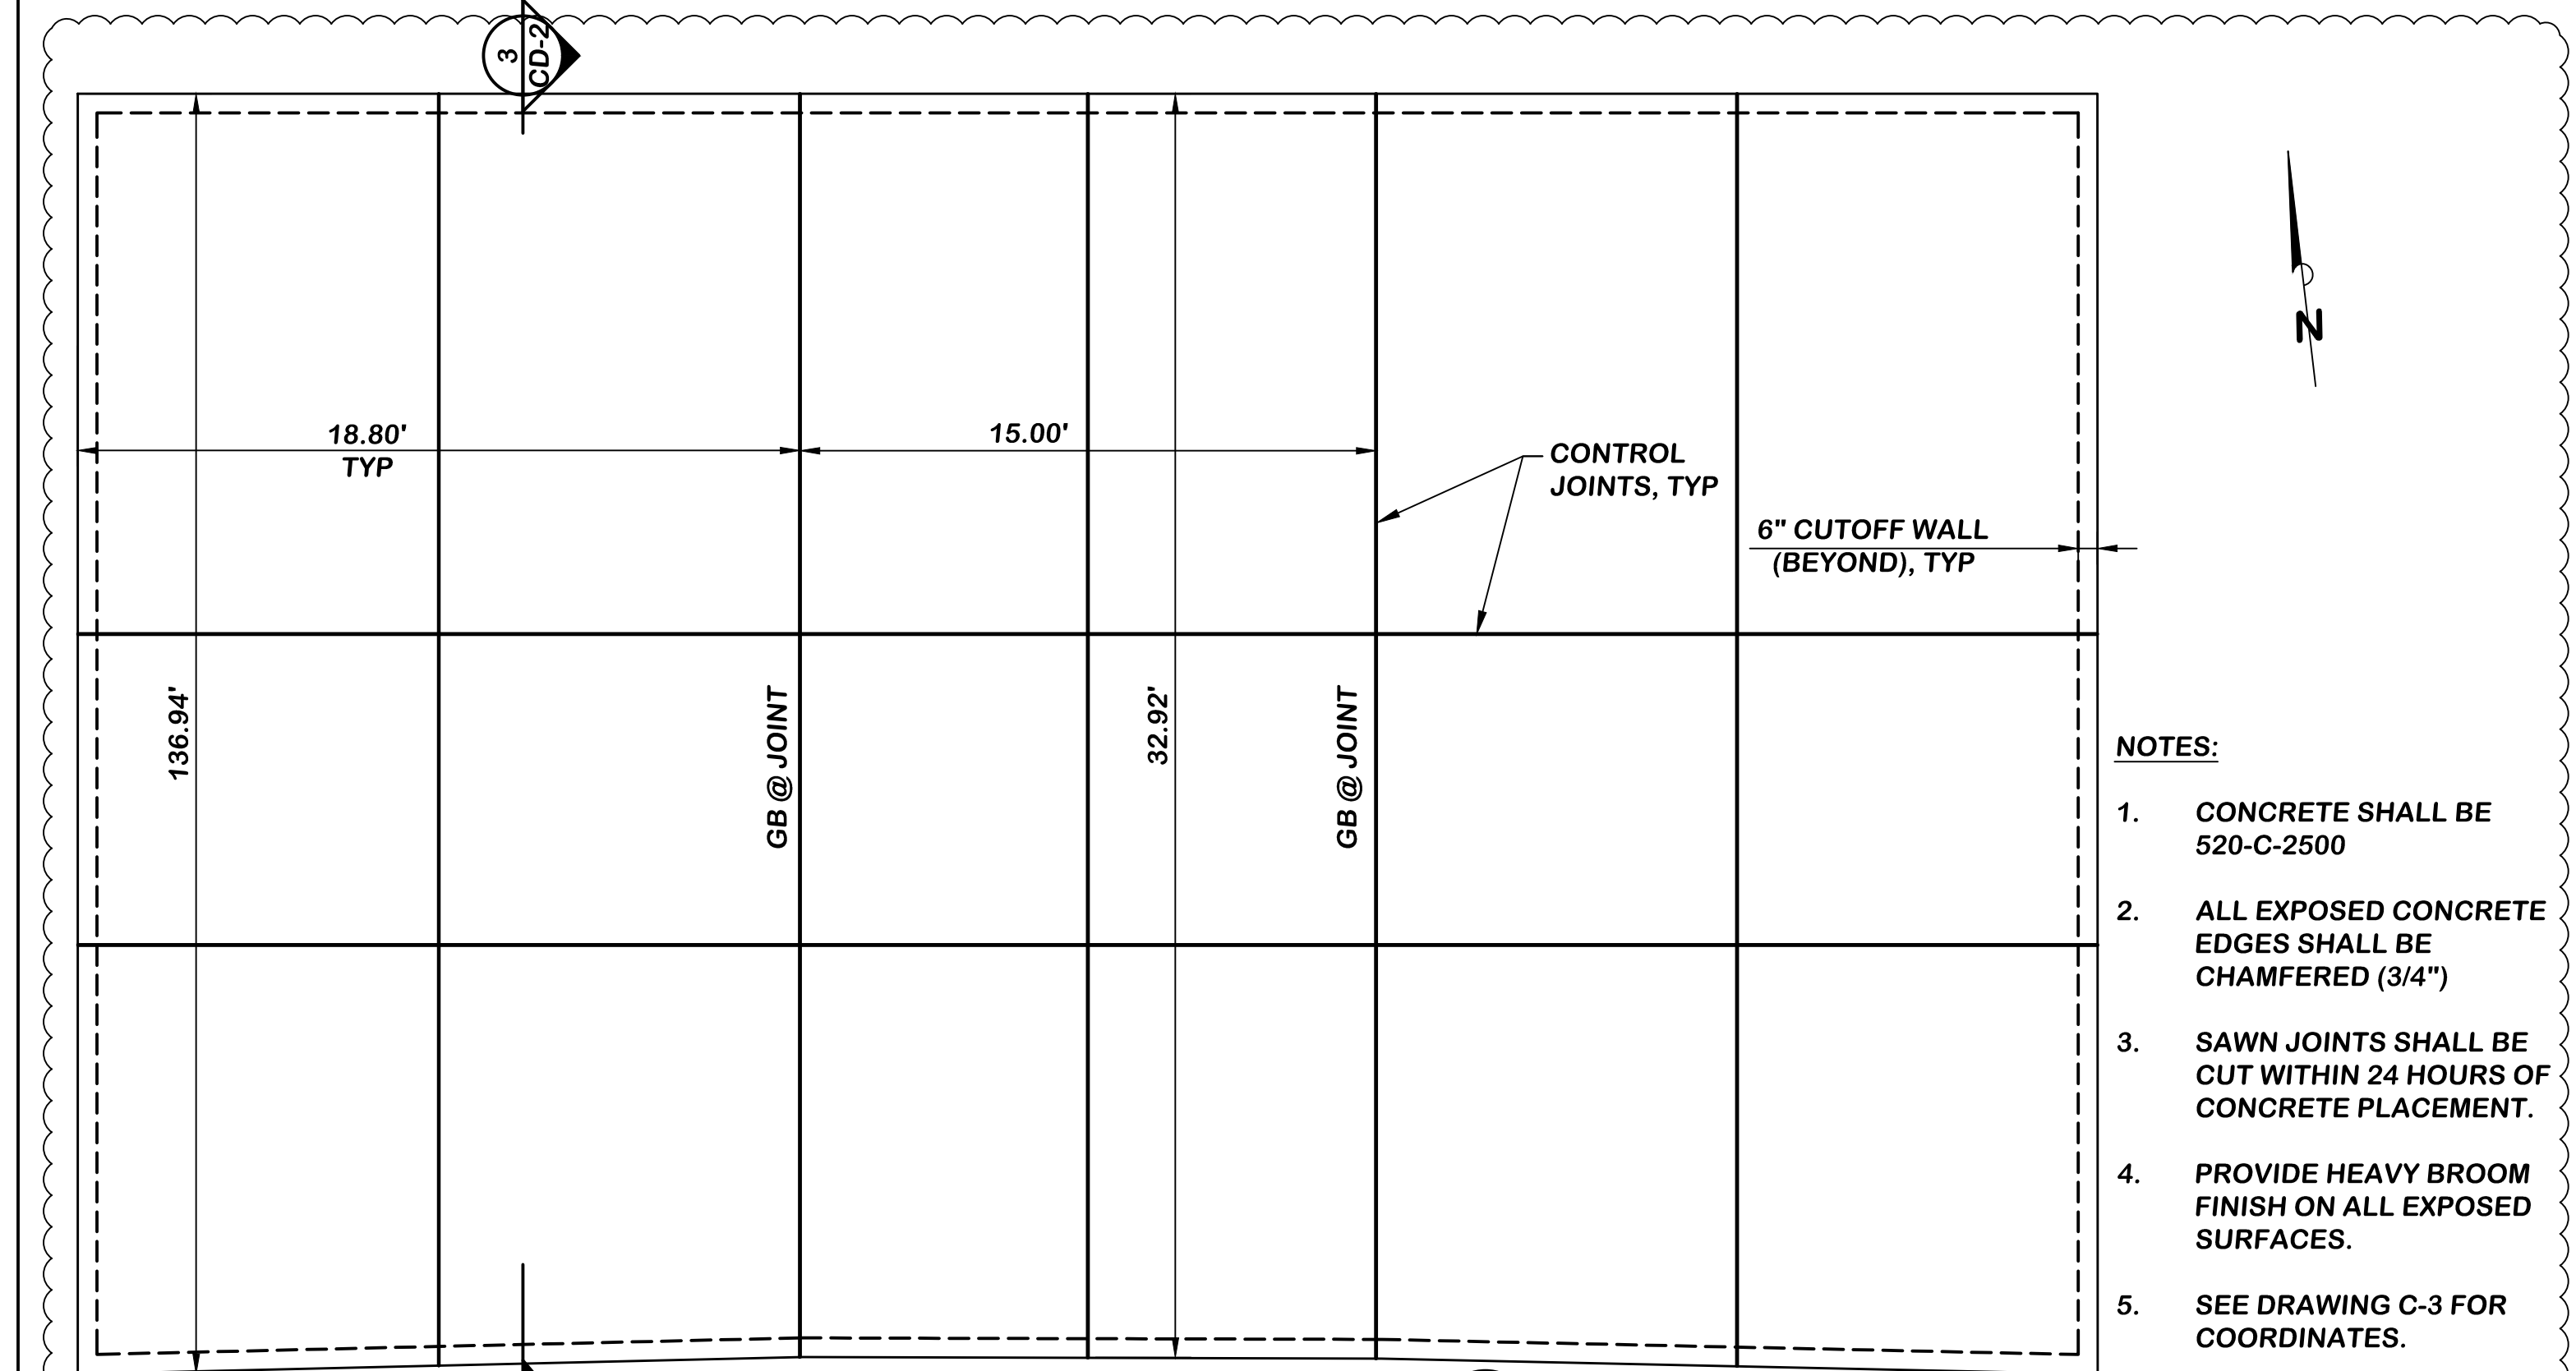 3
CD-2
18.80'
TYP
15.00'
CONTROL
JOINTS, TYP
6" CUTOFF WALL
(BEYOND), TYP
136.94'
GB @ JOINT
32.92'
GB @ JOINT
N
NOTES:
1. CONCRETE SHALL BE
520-C-2500
2. ALL EXPOSED CONCRETE
EDGES SHALL BE
CHAMFERED (3/4")
3. SAWN JOINTS SHALL BE
CUT WITHIN 24 HOURS OF
CONCRETE PLACEMENT.
4. PROVIDE HEAVY BROOM
FINISH ON ALL EXPOSED
SURFACES.
5. SEE DRAWING C-3 FOR
COORDINATES.